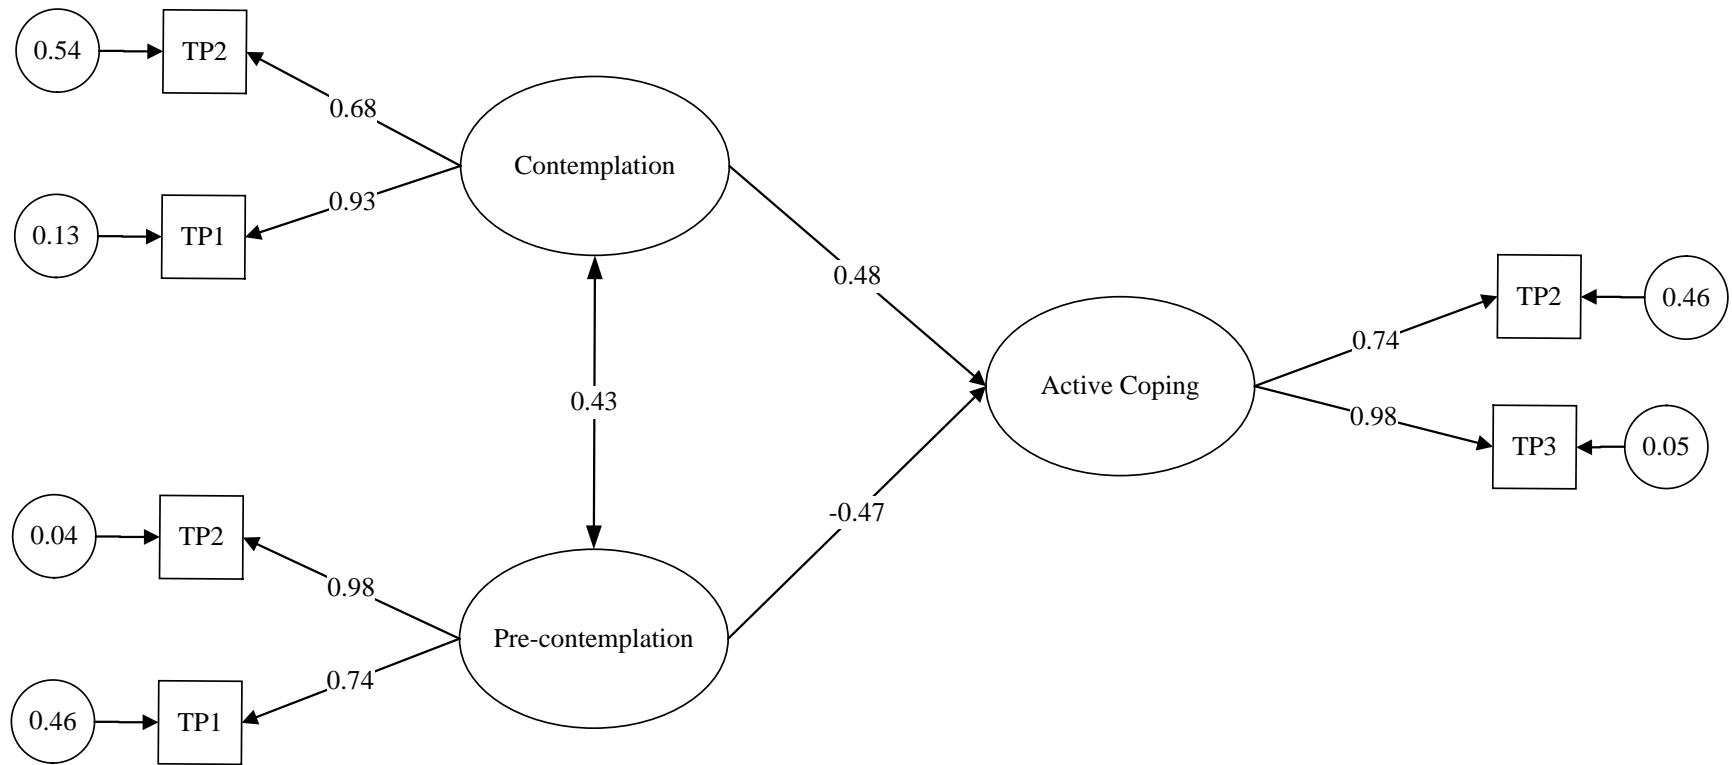 0.54
TP2
0.68
Contemplation
0.93
0.13
TP1
0.48
TP2
0.46
0.74
Active Coping
0.43
0.98
TP3
0.05
-0.47
0.04
TP2
0.98
Pre-contemplation
0.74
0.46
TP1